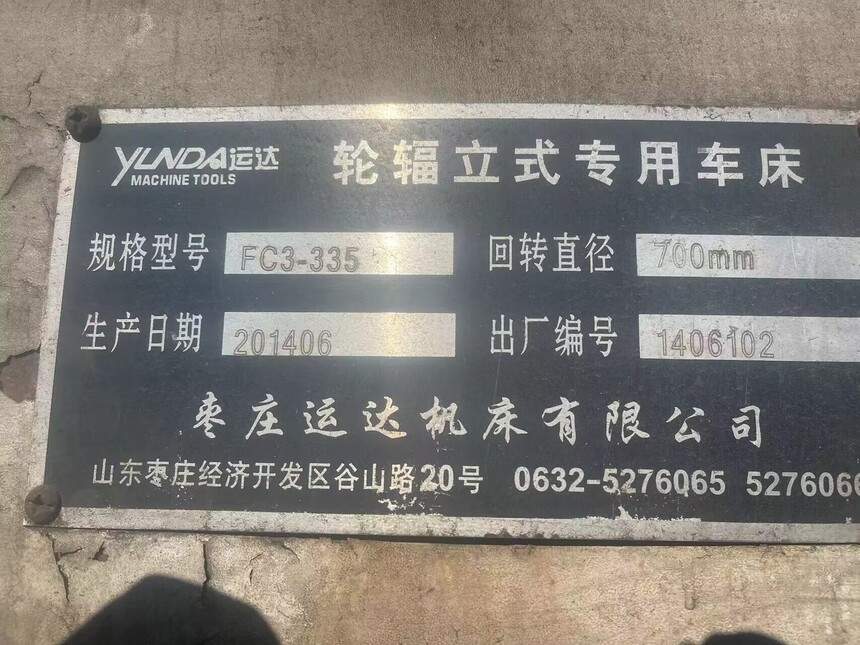 YUNDA运达 轮辐立式专用车床
MACHINE TOOLS
规格型号 FC3-335 回转直径 700mm
生产日期 201406 出厂编号 1406102
枣庄运达机床有限公司
山东枣庄经济开发区谷山路20号 0632-5276065 5276066